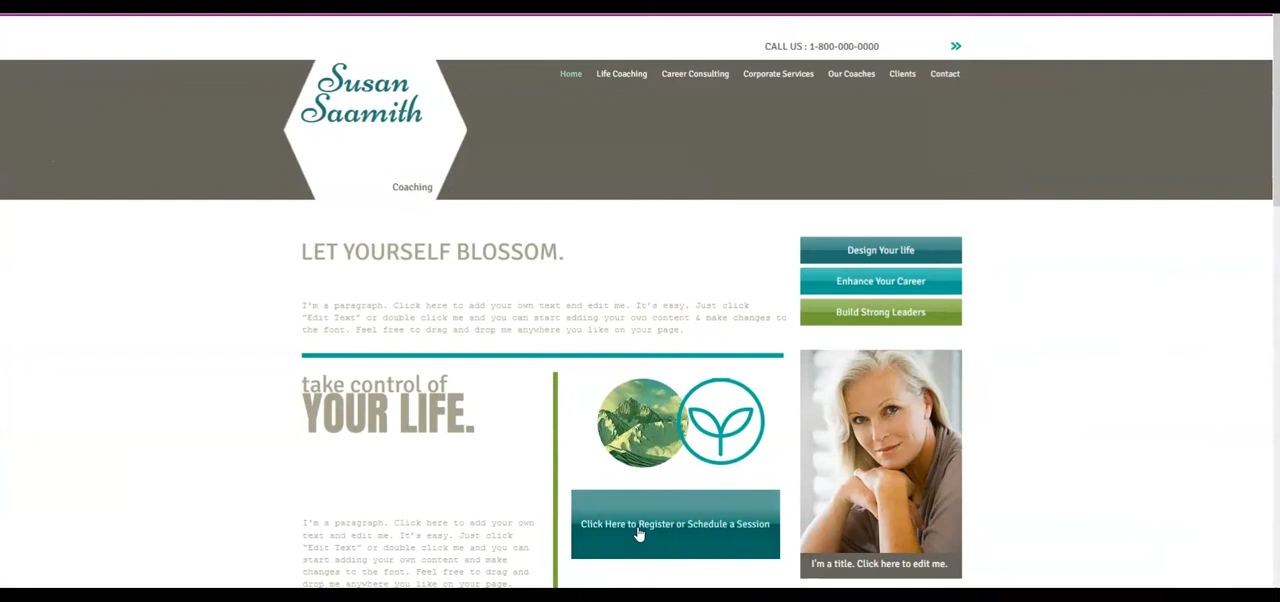 CALL US : 1-800-000-0000
Home Life Coaching Career Consulting Corporate Services Our Coaches Clients Contact
Susan
Saamith
Coaching
LET YOURSELF BLOSSOM.
I'm a paragraph. Click here to add your own text and edit me. It's easy. Just click
"Edit Text" or double click me and you can start adding your own content & make changes to
the font. Feel free to drag and drop me anywhere you like on your page.
Design Your life
Enhance Your Career
Build Strong Leaders
take control of
YOUR LIFE.
I'm a paragraph. Click here to add your own
text and edit me. It's easy. Just click
"Edit Text" or double click me and you can
start adding your own content and make
changes to the font. Feel free to drag and
drop me anywhere you like on your page.
Click Here to Register or Schedule a Session
I'm a title. Click here to edit me.